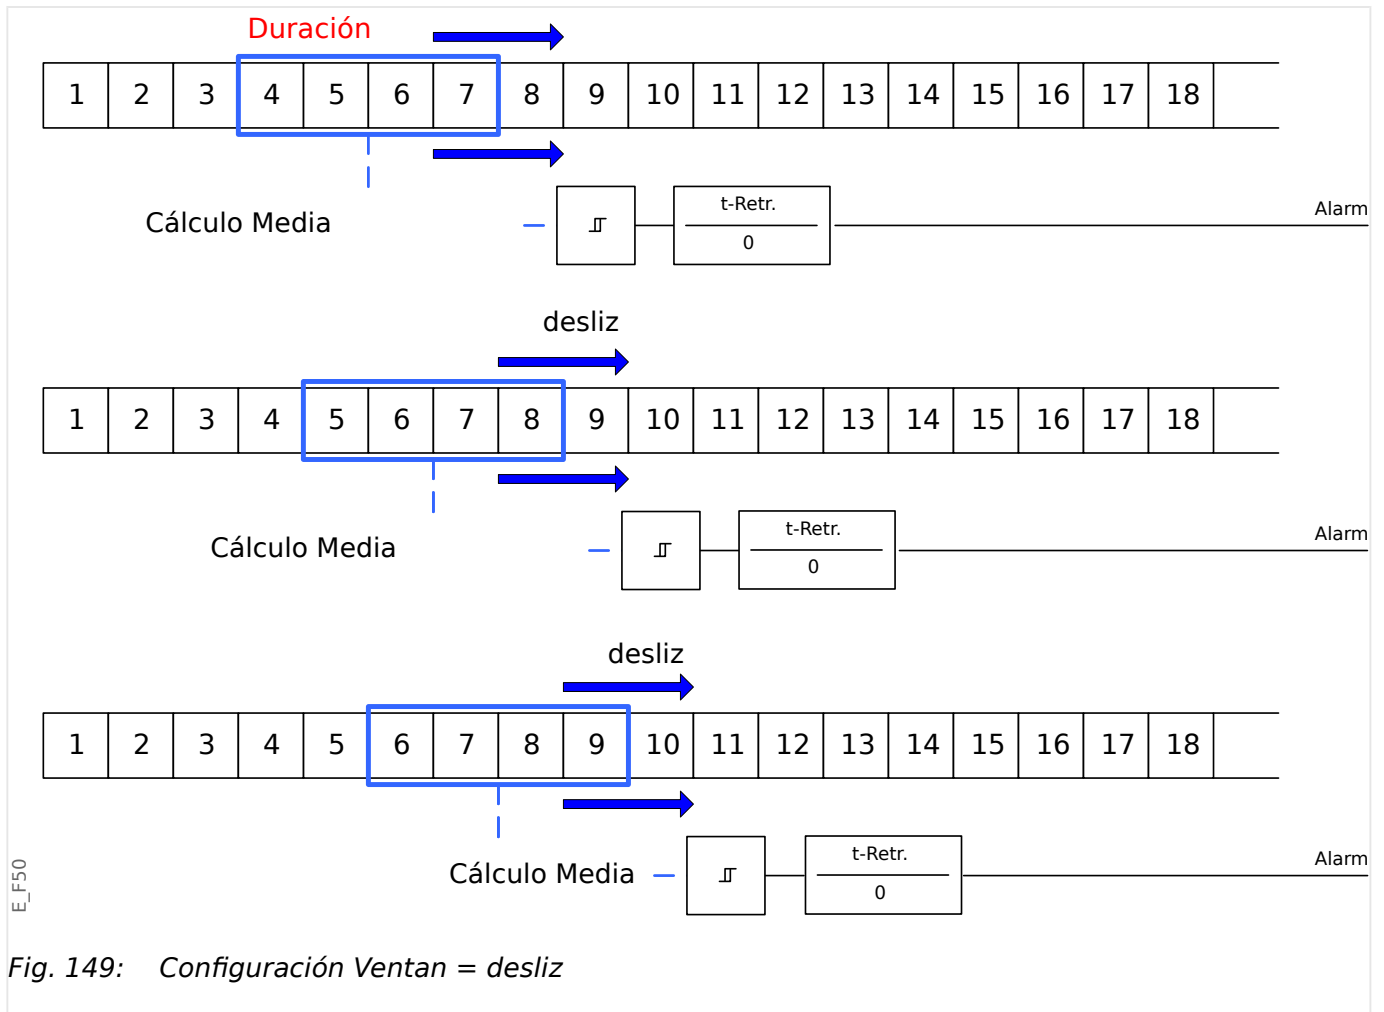 Duración
1 2 3 4 5 6 7 8 9 10 11 12 13 14 15 16 17 18
Cálculo Media
t-Retr.
0
Alarm
desliz
1 2 3 4 5 6 7 8 9 10 11 12 13 14 15 16 17 18
Cálculo Media
t-Retr.
0
Alarm
desliz
1 2 3 4 5 6 7 8 9 10 11 12 13 14 15 16 17 18
Cálculo Media
t-Retr.
0
Alarm
E_F50
Fig. 149: Configuración Ventan = desliz